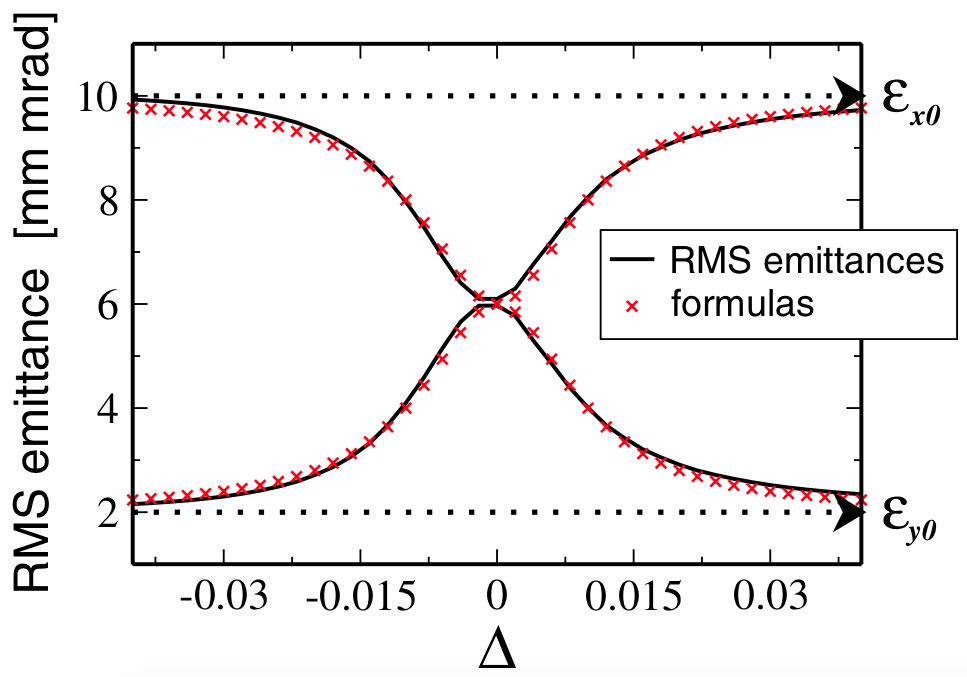 RMS emittance [mm mrad]
10
8
6
4
2
-0.03 -0.015 0 0.015 0.03
Δ
εx0
εy0
RMS emittances
formulas